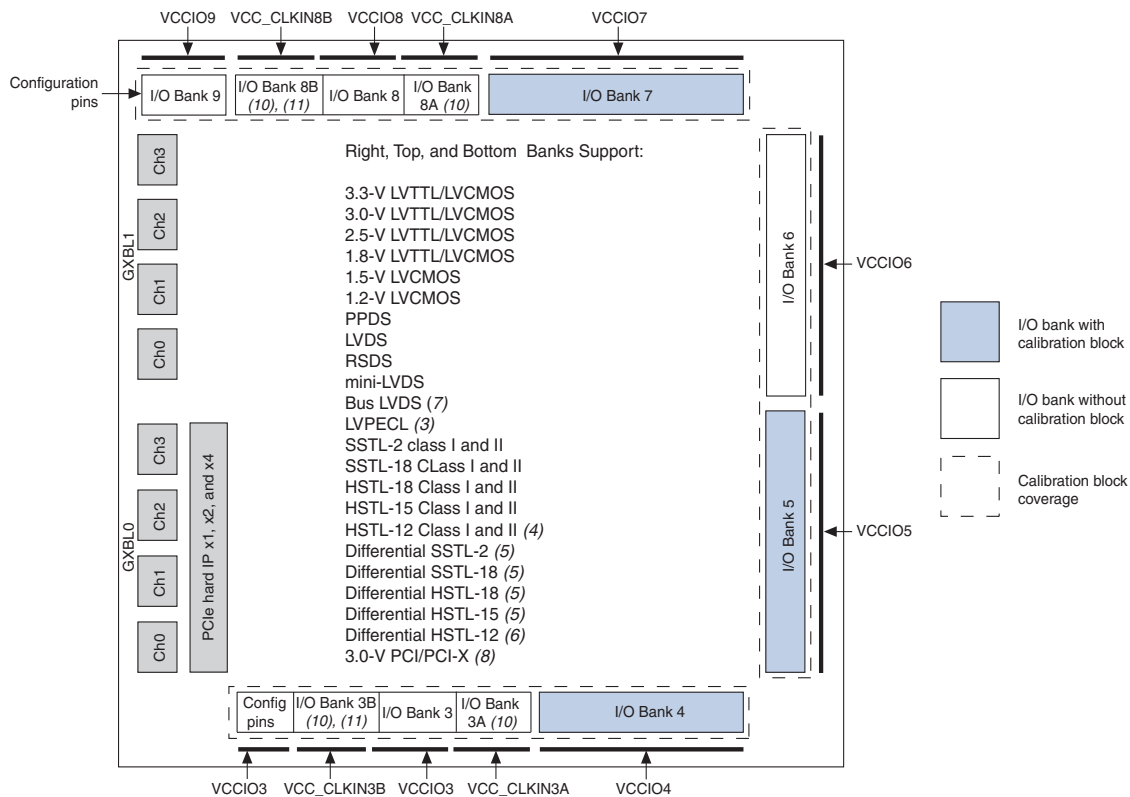 VCCIO9
VCC_CLKIN8B
VCCIO8
VCC_CLKIN8A
VCCIO7
Configuration
pins
I/O Bank 9
I/O Bank 8B
(10), (11)
I/O Bank 8
I/O Bank
8A (10)
I/O Bank 7
Ch3
Ch2
Ch1
Ch0
GXBL1
Ch3
Ch2
Ch1
Ch0
GXBL0
PCIe hard IP x1, x2, and x4
Right, Top, and Bottom Banks Support:
3.3-V LVTTL/LVCMOS
3.0-V LVTTL/LVCMOS
2.5-V LVTTL/LVCMOS
1.8-V LVTTL/LVCMOS
1.5-V LVCMOS
1.2-V LVCMOS
PPDS
LVDS
RSDS
mini-LVDS
Bus LVDS (7)
LVPECL (3)
SSTL-2 class I and II
SSTL-18 CLass I and II
HSTL-18 Class I and II
HSTL-15 Class I and II
HSTL-12 Class I and II (4)
Differential SSTL-2 (5)
Differential SSTL-18 (5)
Differential HSTL-18 (5)
Differential HSTL-15 (5)
Differential HSTL-12 (6)
3.0-V PCI/PCI-X (8)
I/O Bank 6
VCCIO6
I/O Bank 5
VCCIO5
I/O bank with
calibration block
I/O bank without
calibration block
Calibration block
coverage
Config
pins
I/O Bank 3B
(10), (11)
I/O Bank 3
I/O Bank
3A (10)
I/O Bank 4
VCCIO3
VCC_CLKIN3B
VCCIO3
VCC_CLKIN3A
VCCIO4